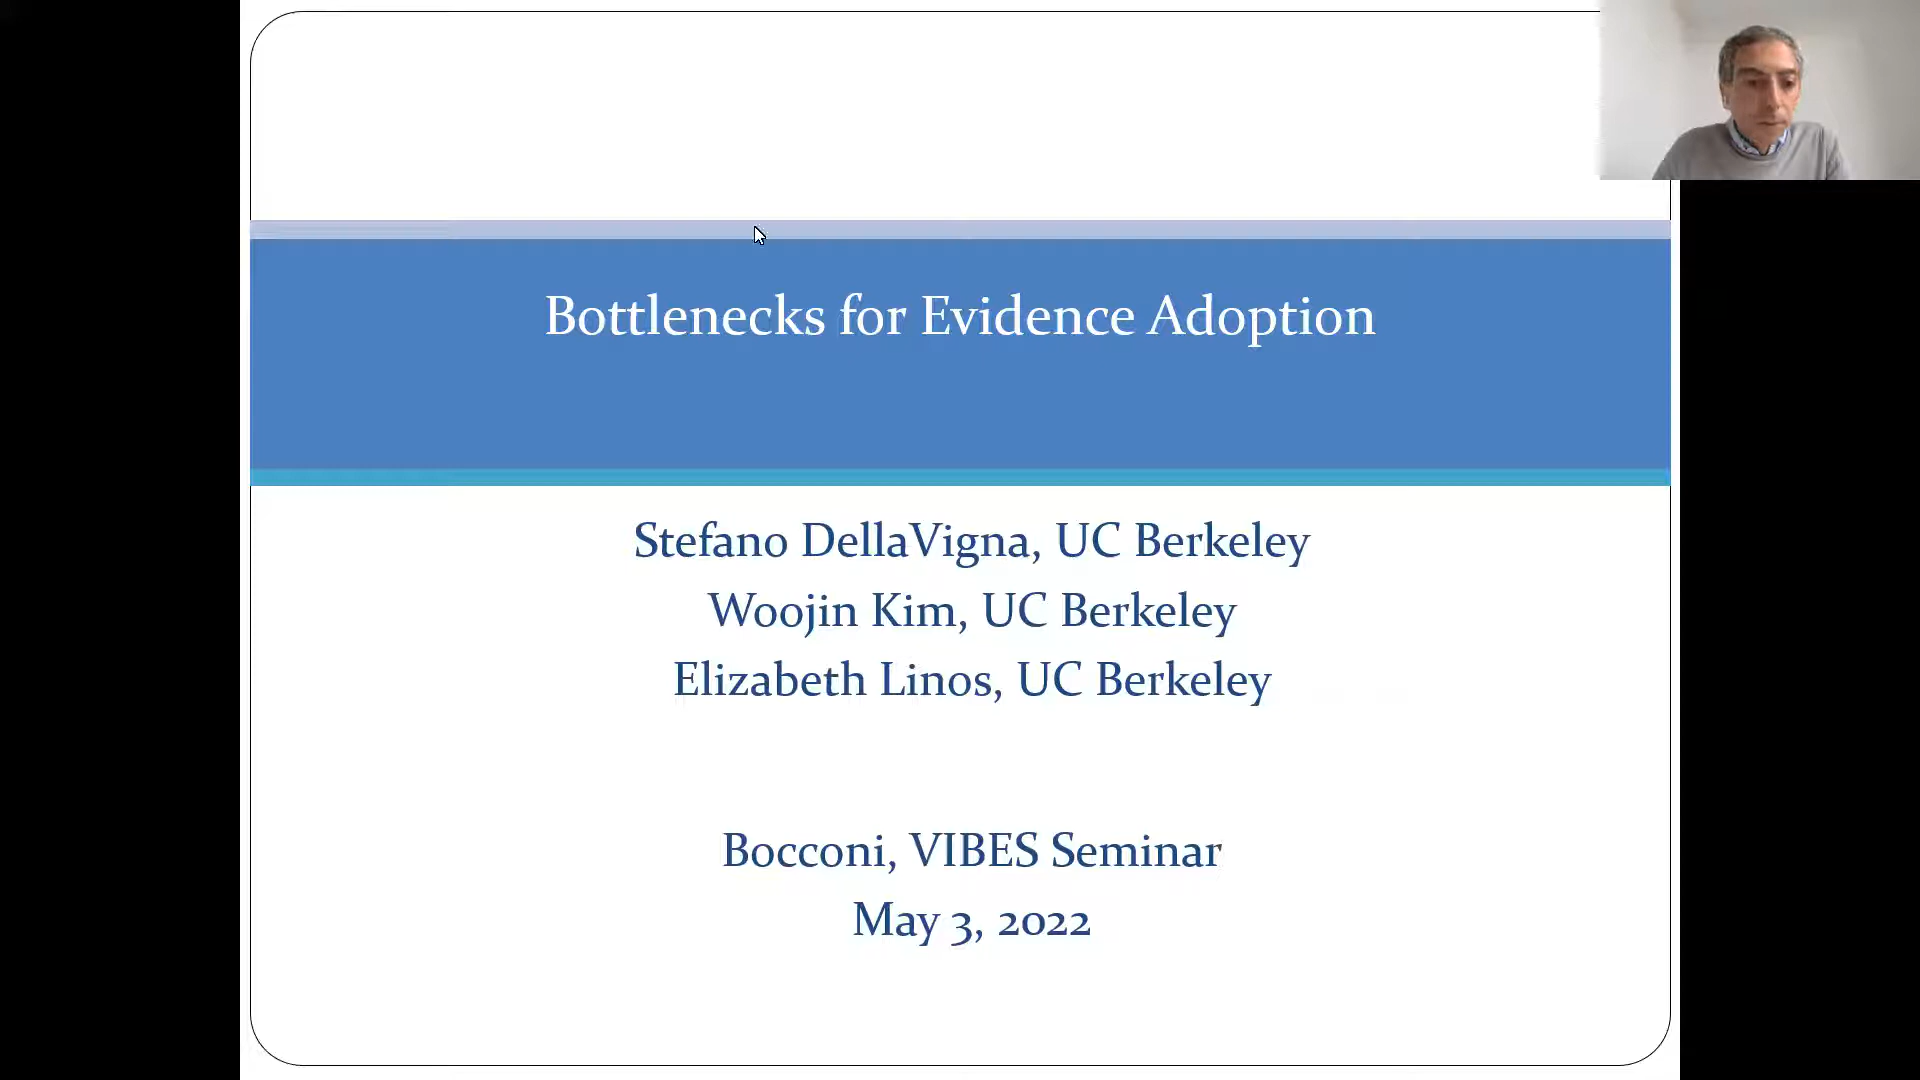 Bottlenecks for Evidence Adoption
Stefano DellaVigna, UC Berkeley
Woojin Kim, UC Berkeley
Elizabeth Linos, UC Berkeley
Bocconi, VIBES Seminar
May 3, 2022